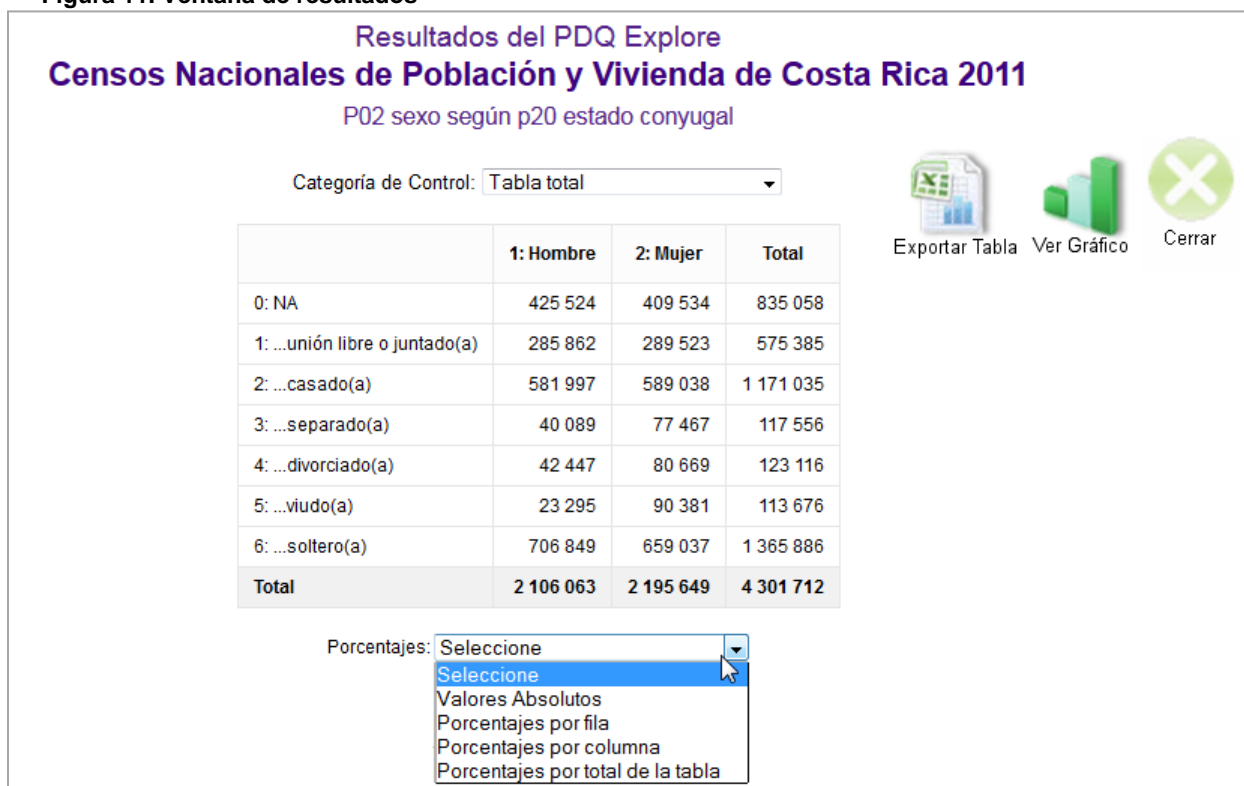 Figura 11. Ventana de resultados
Resultados del PDQ Explore
Censos Nacionales de Población y Vivienda de Costa Rica 2011
P02 sexo según p20 estado conyugal
Categoría de Control: Tabla total
Exportar Tabla Ver Gráfico Cerrar
1: Hombre 2: Mujer Total
0: NA 425 524 409 534 835 058
1: ...unión libre o juntado(a) 285 862 289 523 575 385
2: ...casado(a) 581 997 589 038 1 171 035
3: ...separado(a) 40 089 77 467 117 556
4: ...divorciado(a) 42 447 80 669 123 116
5: ...viudo(a) 23 295 90 381 113 676
6: ...soltero(a) 706 849 659 037 1 365 886
Total 2 106 063 2 195 649 4 301 712
Porcentajes: Seleccione
Seleccione
Valores Absolutos
Porcentajes por fila
Porcentajes por columna
Porcentajes por total de la tabla